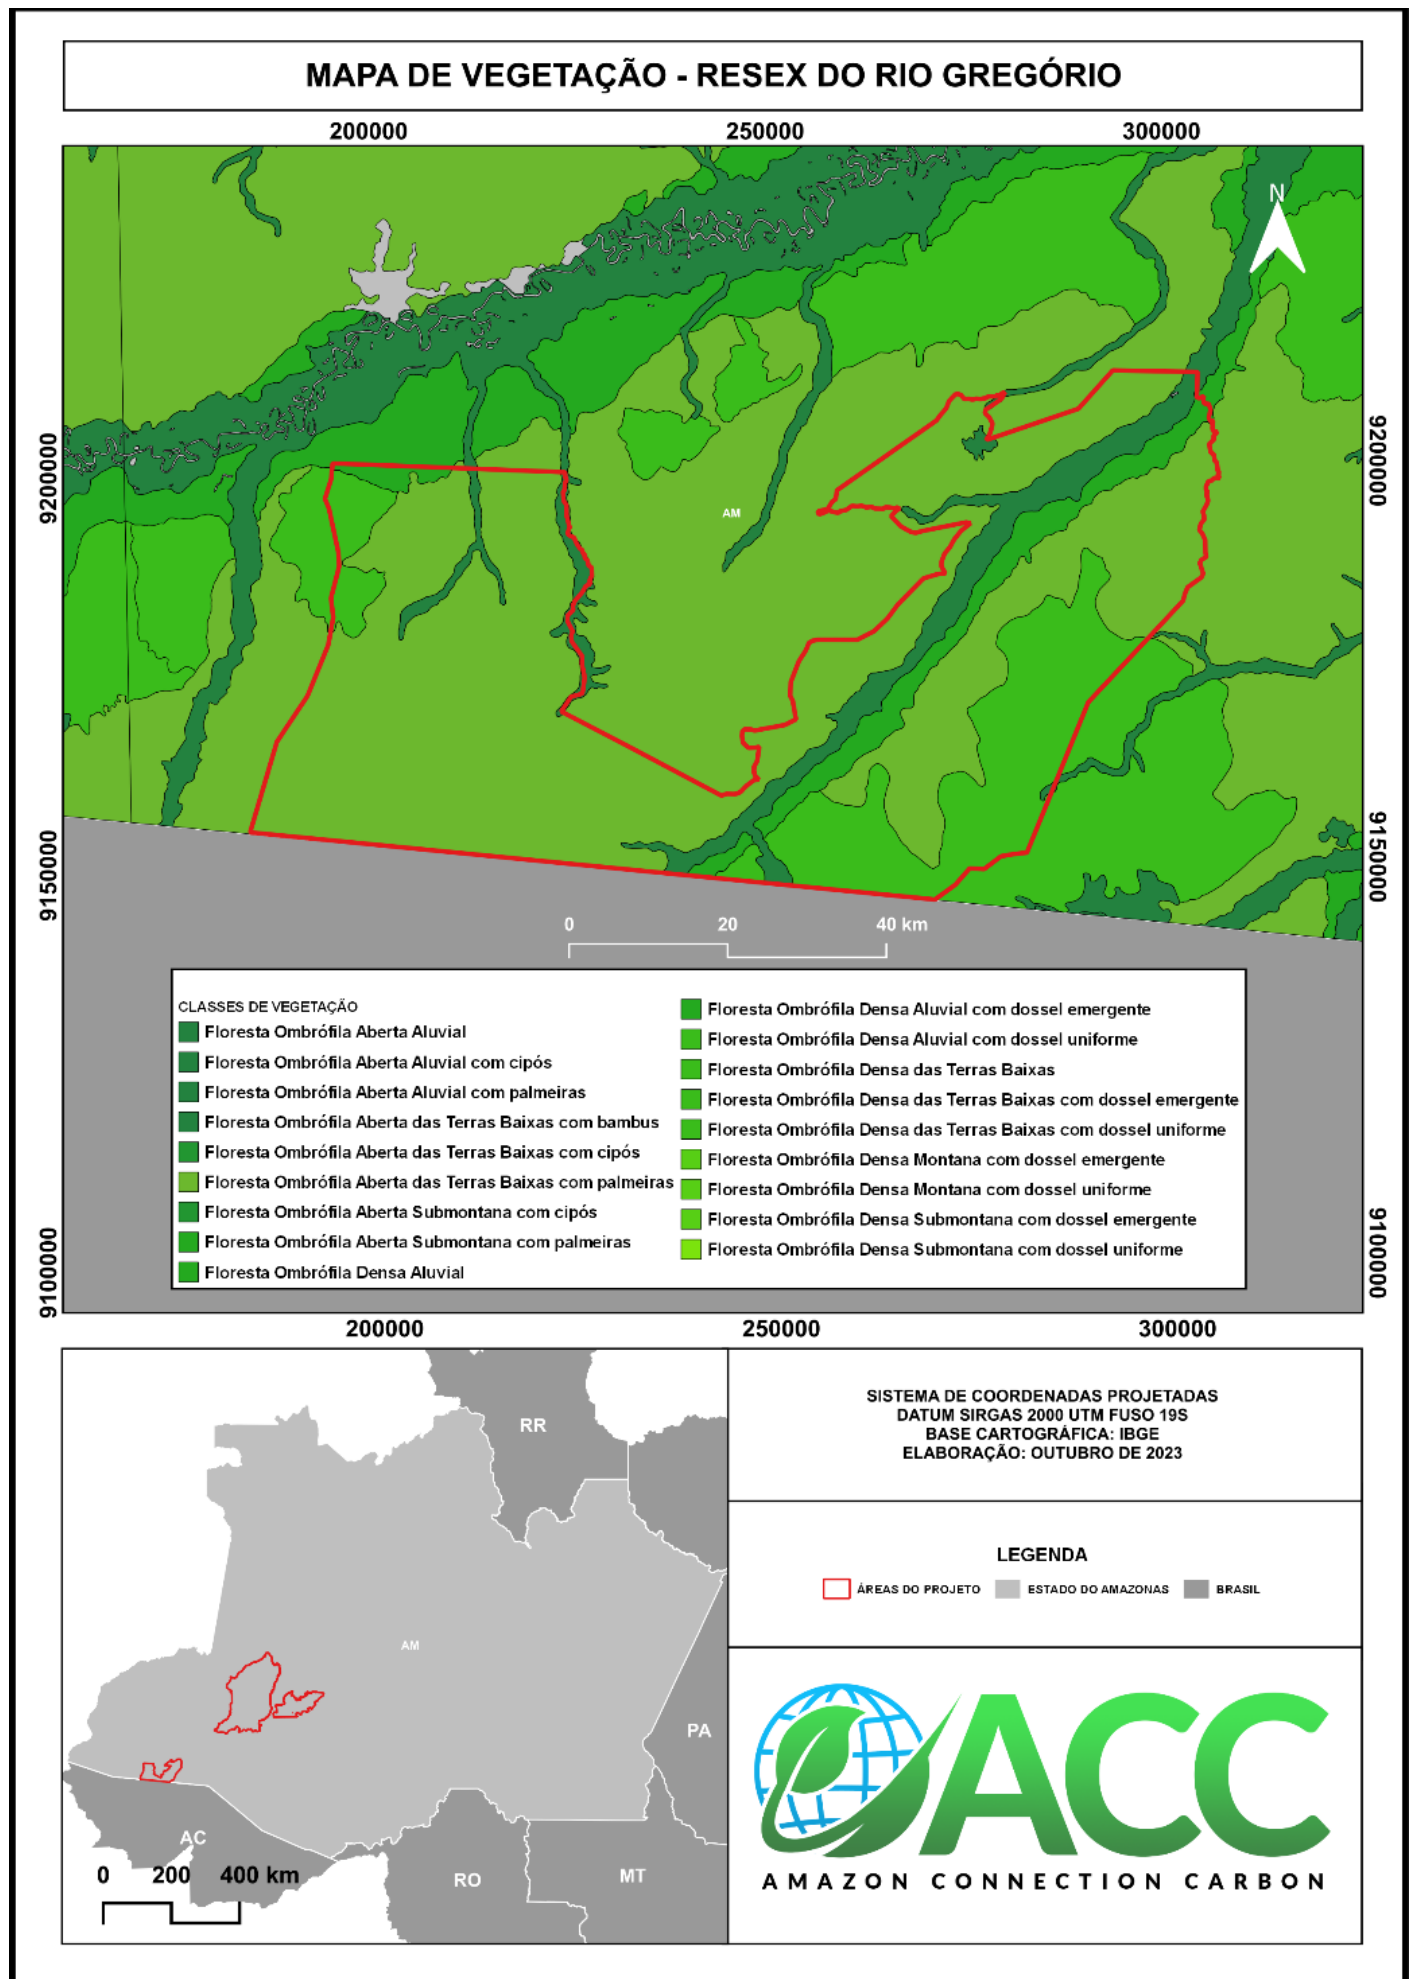 MAPA DE VEGETAÇÃO - RESEX DO RIO GREGÓRIO
200000 250000 300000
N
9200000
9200000
AM
9150000
9150000
0 20 40 km
CLASSES DE VEGETAÇÃO
Floresta Ombrófila Aberta Aluvial
Floresta Ombrófila Aberta Aluvial com cipós
Floresta Ombrófila Aberta Aluvial com palmeiras
Floresta Ombrófila Aberta das Terras Baixas com bambus
Floresta Ombrófila Aberta das Terras Baixas com cipós
Floresta Ombrófila Aberta das Terras Baixas com palmeiras
Floresta Ombrófila Aberta Submontana com cipós
Floresta Ombrófila Aberta Submontana com palmeiras
Floresta Ombrófila Densa Aluvial
Floresta Ombrófila Densa Aluvial com dossel emergente
Floresta Ombrófila Densa Aluvial com dossel uniforme
Floresta Ombrófila Densa das Terras Baixas
Floresta Ombrófila Densa das Terras Baixas com dossel emergente
Floresta Ombrófila Densa das Terras Baixas com dossel uniforme
Floresta Ombrófila Densa Montana com dossel emergente
Floresta Ombrófila Densa Montana com dossel uniforme
Floresta Ombrófila Densa Submontana com dossel emergente
Floresta Ombrófila Densa Submontana com dossel uniforme
9100000
9100000
200000 250000 300000
RR
AM
PA
AC
RO
MT
0 200 400 km
SISTEMA DE COORDENADAS PROJETADAS
DATUM SIRGAS 2000 UTM FUSO 19S
BASE CARTOGRÁFICA: IBGE
ELABORAÇÃO: OUTUBRO DE 2023
LEGENDA
ÁREAS DO PROJETO ESTADO DO AMAZONAS BRASIL
ACC
AMAZON CONNECTION CARBON